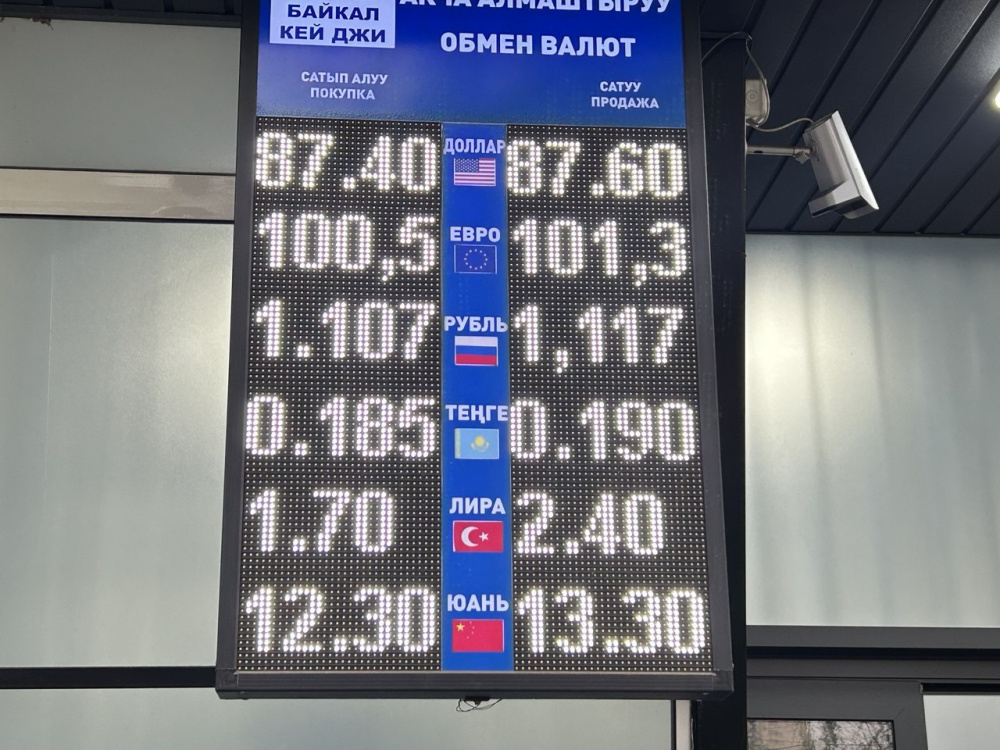 БАЙКАЛ
КЕЙ ДЖИ
АКЧА АЛМАШТЫРУУ
ОБМЕН ВАЛЮТ
САТЫП АЛУУ
ПОКУПКА
САТУУ
ПРОДАЖА
87.40 ДОЛЛАР 87.60
100,5 ЕВРО 101,3
1.107 РУБЛЬ 1,117
0.185 ТЕҢГЕ 0.190
1.70 ЛИРА 2.40
12.30 ЮАНЬ 13.30